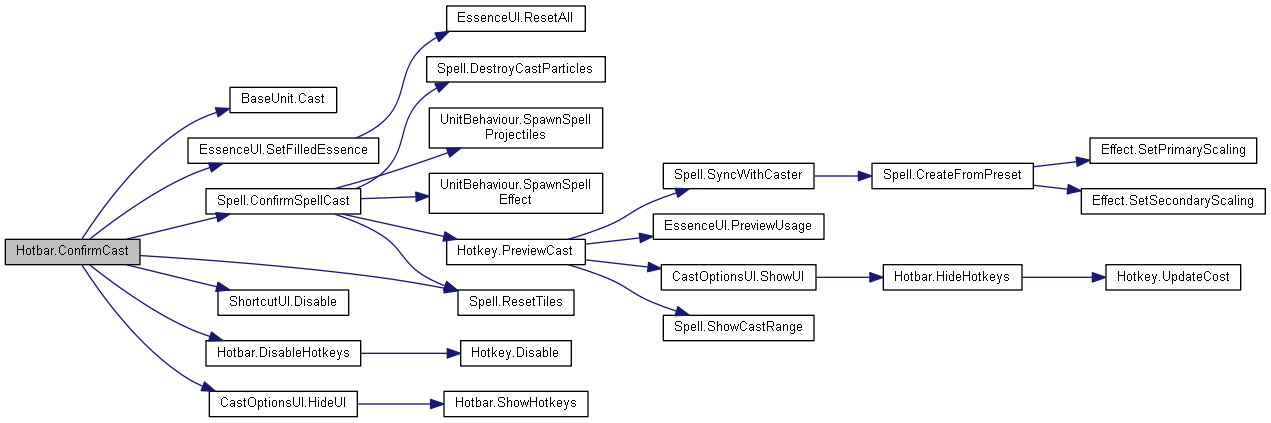 EssenceUI.ResetAll
Spell.DestroyCastParticles
BaseUnit.Cast
UnitBehaviour.SpawnSpell
Projectiles
EssenceUI.SetFilledEssence
Effect.SetPrimaryScaling
Spell.SyncWithCaster
Spell.CreateFromPreset
UnitBehaviour.SpawnSpell
Effect
Spell.ConfirmSpellCast
Effect.SetSecondaryScaling
EssenceUI.PreviewUsage
Hotbar.ConfirmCast
Hotkey.PreviewCast
CastOptionsUI.ShowUI
Hotbar.HideHotkeys
Hotkey.UpdateCost
ShortcutUI.Disable
Spell.ResetTiles
Spell.ShowCastRange
Hotbar.DisableHotkeys
Hotkey.Disable
CastOptionsUI.HideUI
Hotbar.ShowHotkeys